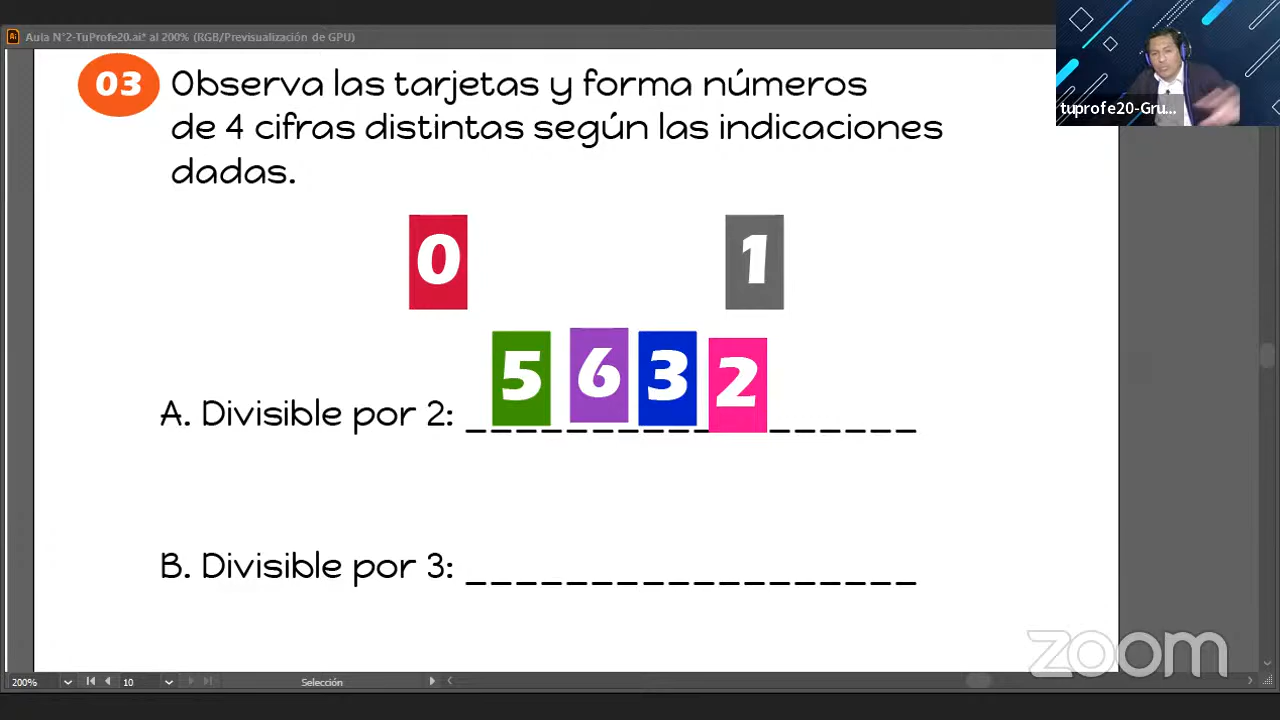 Aula N°2-TuProfe20.ai* al 200% (RGB/Previsualización de GPU)
tuprofe20-Gru...
03 Observa las tarjetas y forma números
de 4 cifras distintas según las indicaciones
dadas.
0 1
5 6 3 2
A. Divisible por 2: __________________
B. Divisible por 3: __________________
zoom
200% 10 Selección